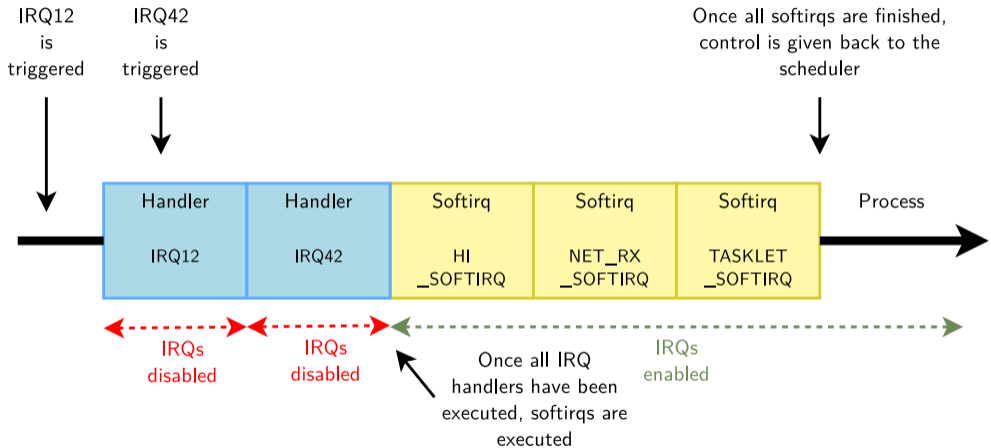 IRQ12
is
triggered
IRQ42
is
triggered
Once all softirqs are finished,
control is given back to the
scheduler
Handler
IRQ12
Handler
IRQ42
Softirq
HI
_SOFTIRQ
Softirq
NET_RX
_SOFTIRQ
Softirq
TASKLET
_SOFTIRQ
Process
IRQs
disabled
IRQs
disabled
Once all IRQ
handlers have been
executed, softirqs are
executed
IRQs
enabled